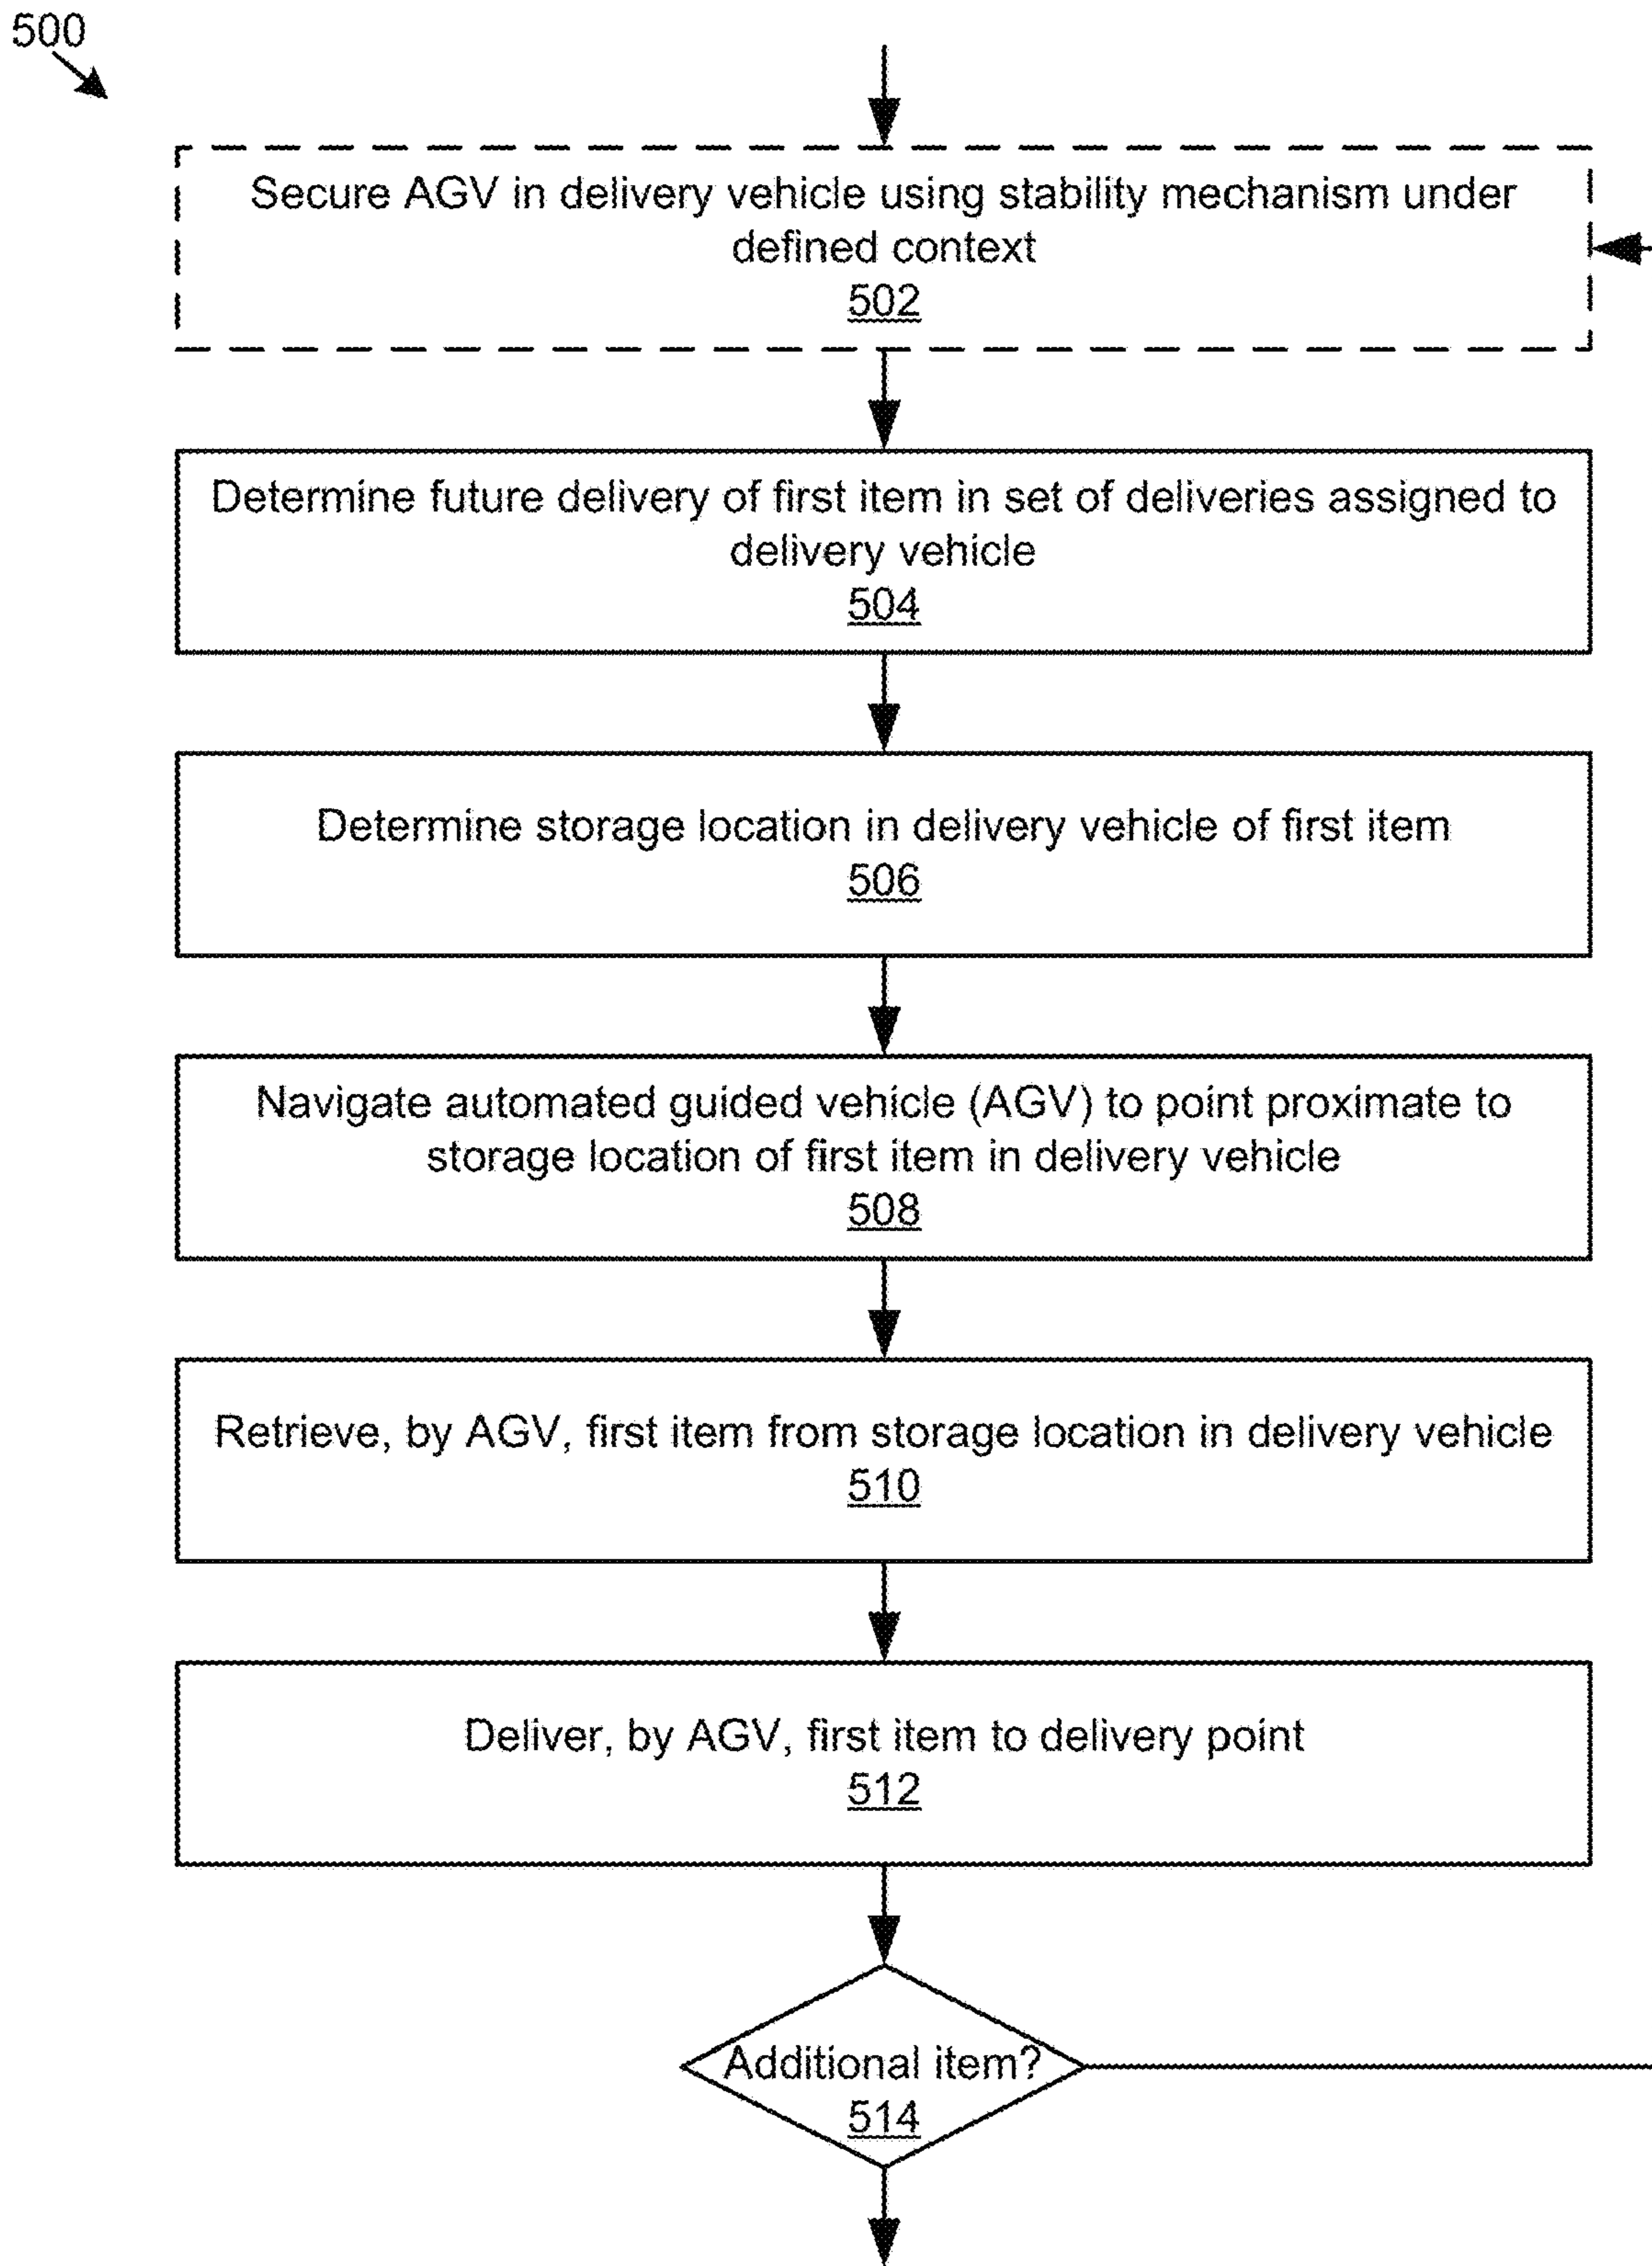 500
Secure AGV in delivery vehicle using stability mechanism under
defined context
502
Determine future delivery of first item in set of deliveries assigned to
delivery vehicle
504
Determine storage location in delivery vehicle of first item
506
Navigate automated guided vehicle (AGV) to point proximate to
storage location of first item in delivery vehicle
508
Retrieve, by AGV, first item from storage location in delivery vehicle
510
Deliver, by AGV, first item to delivery point
512
Additional item?
514